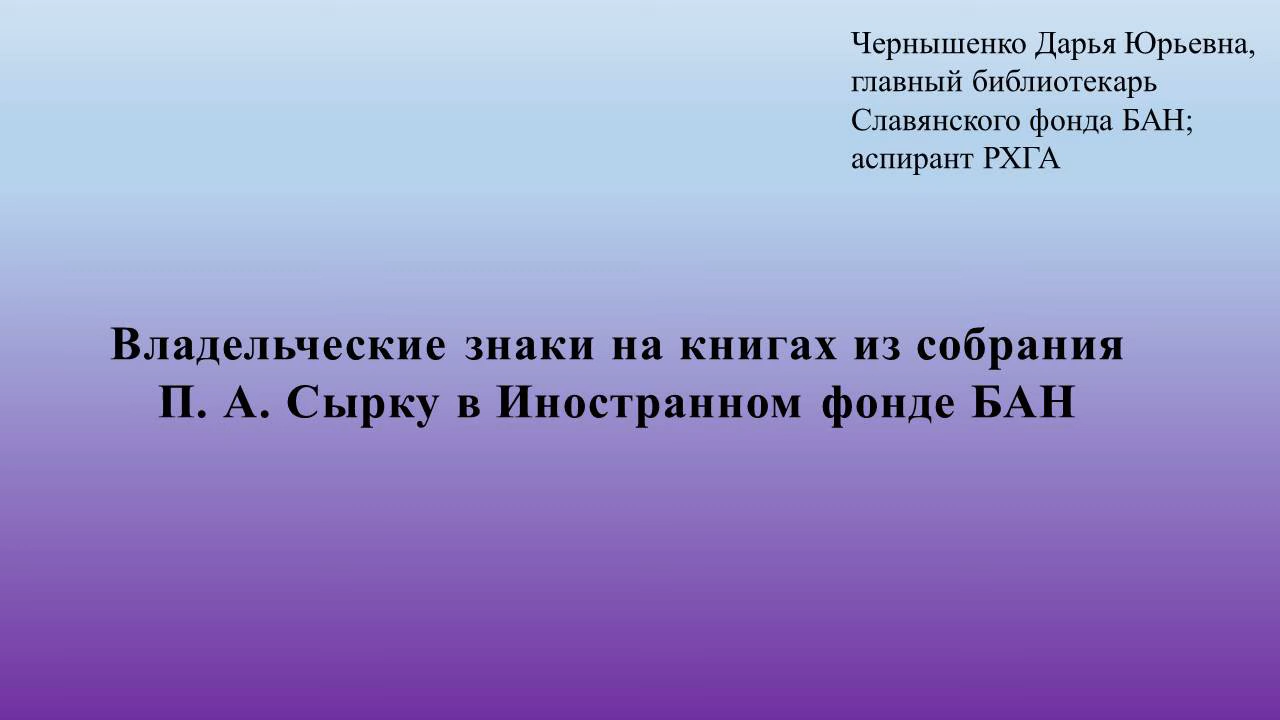 Чернышенко Дарья Юрьевна,
главный библиотекарь
Славянского фонда БАН;
аспирант РХГА
Владельческие знаки на книгах из собрания
П. А. Сырку в Иностранном фонде БАН